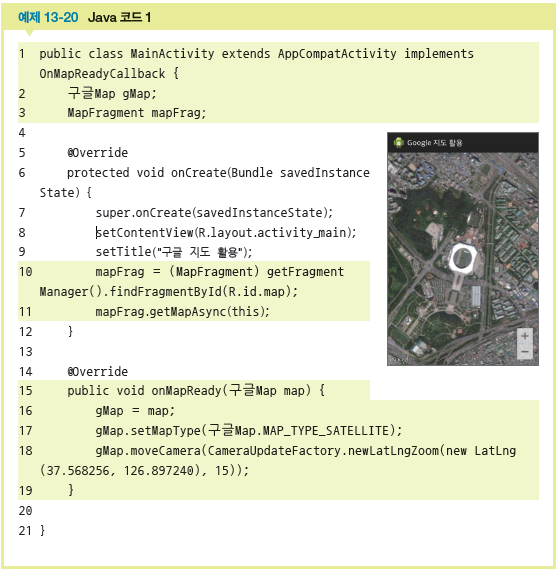 예제 13-20 Java 코드 1
1 public class MainActivity extends AppCompatActivity implements
OnMapReadyCallback {
2 구글Map gMap;
3 MapFragment mapFrag;
4
5 @Override
6 protected void onCreate(Bundle savedInstance
State) {
7 super.onCreate(savedInstanceState);
8 setContentView(R.layout.activity_main);
9 setTitle("구글 지도 활용");
10 mapFrag = (MapFragment) getFragment
Manager().findFragmentById(R.id.map);
11 mapFrag.getMapAsync(this);
12 }
13
14 @Override
15 public void onMapReady(구글Map map) {
16 gMap = map;
17 gMap.setMapType(구글Map.MAP_TYPE_SATELLITE);
18 gMap.moveCamera(CameraUpdateFactory.newLatLngZoom(new LatLng
(37.568256, 126.897240), 15));
19 }
20
21 }
Google 지도 활용
+
−